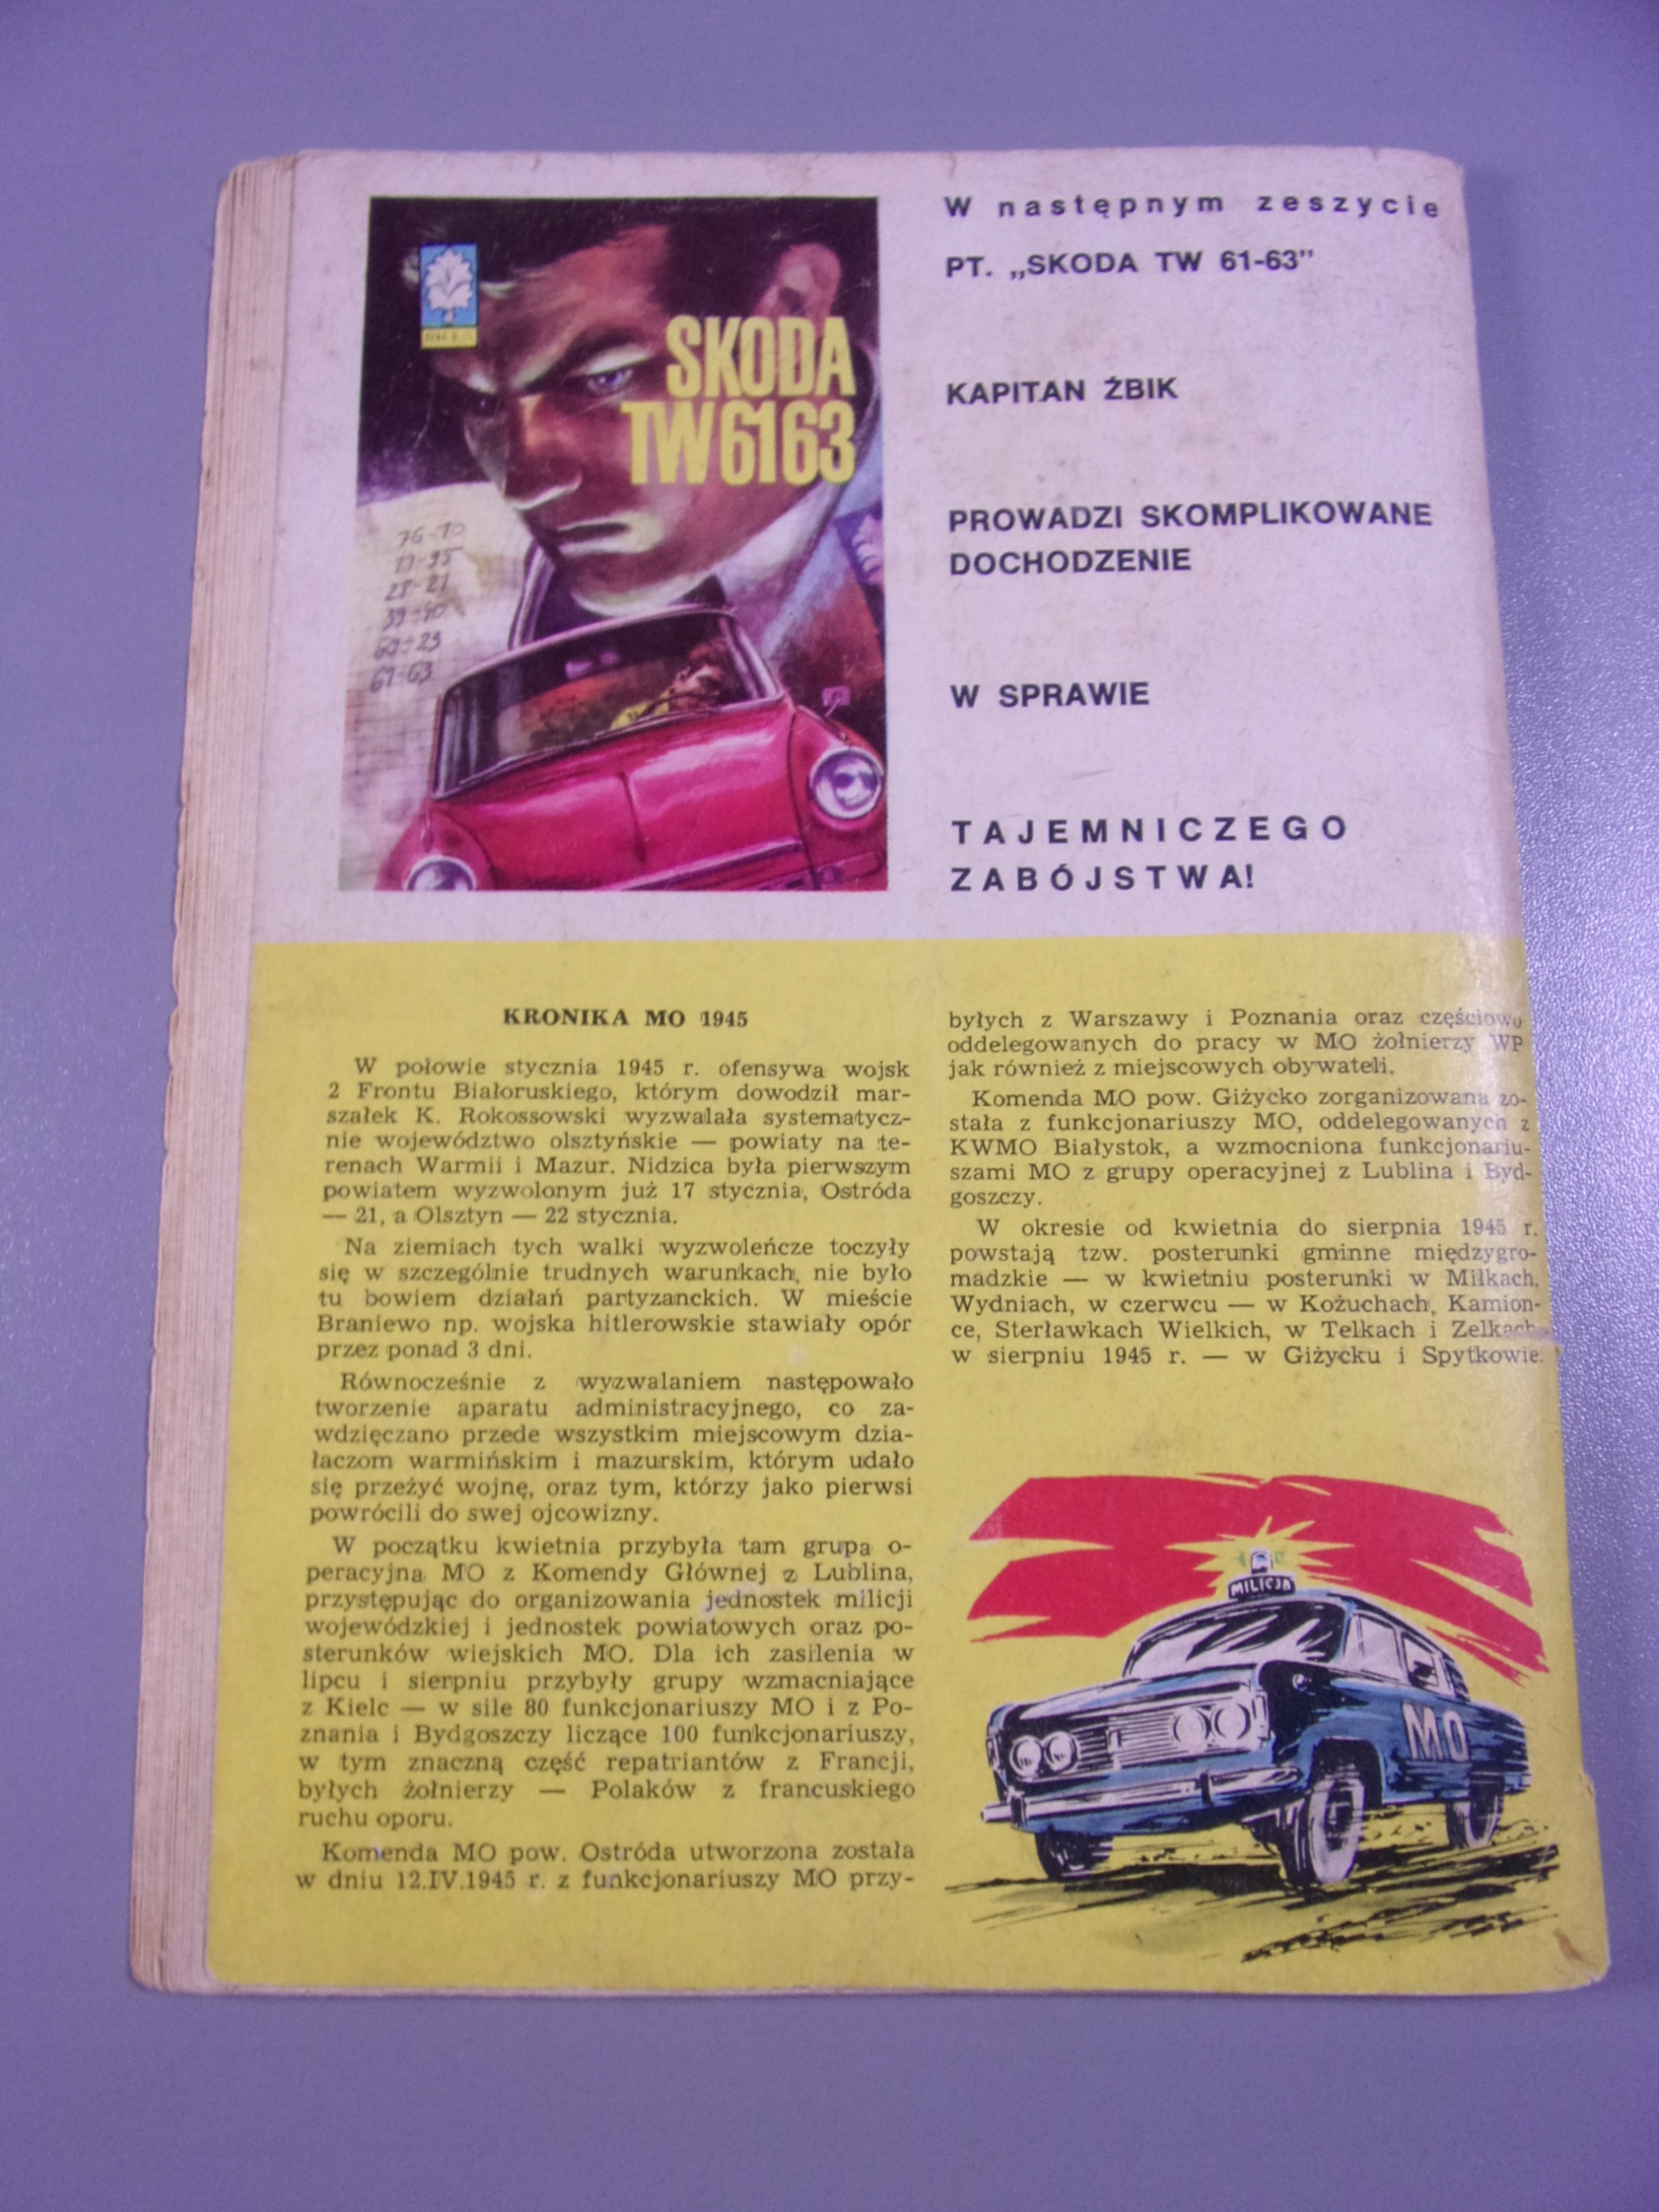 SKODA
TW6163
76-70
77-95
28-21
39-40
60-23
61-63
W następnym zeszycie
PT. „SKODA TW 61-63”
KAPITAN ŻBIK
PROWADZI SKOMPLIKOWANE
DOCHODZENIE
W SPRAWIE
TAJEMNICZEGO
ZABÓJSTWA!
KRONIKA MO 1945
W połowie stycznia 1945 r. ofensywa wojsk
2 Frontu Białoruskiego, którym dowodził mar-
szałek K. Rokossowski wyzwalała systematycz-
nie województwo olsztyńskie — powiaty na te-
renach Warmii i Mazur. Nidzica była pierwszym
powiatem wyzwolonym już 17 stycznia, Ostróda
— 21, a Olsztyn — 22 stycznia.
Na ziemiach tych walki wyzwoleńcze toczyły
się w szczególnie trudnych warunkach, nie było
tu bowiem działań partyzanckich. W mieście
Braniewo np. wojska hitlerowskie stawiały opór
przez ponad 3 dni.
Równocześnie z wyzwalaniem następowało
tworzenie aparatu administracyjnego, co za-
wdzięczano przede wszystkim miejscowym dzia-
łaczom warmińskim i mazurskim, którym udało
się przeżyć wojnę, oraz tym, którzy jako pierwsi
powrócili do swej ojcowizny.
W początku kwietnia przybyła tam grupa o-
peracyjna MO z Komendy Głównej z Lublina,
przystępując do organizowania jednostek milicji
wojewódzkiej i jednostek powiatowych oraz po-
sterunków wiejskich MO. Dla ich zasilenia w
lipcu i sierpniu przybyły grupy wzmacniające
z Kielc — w sile 80 funkcjonariuszy MO i z Po-
znania i Bydgoszczy liczące 100 funkcjonariuszy,
w tym znaczną część repatriantów z Francji,
byłych żołnierzy — Polaków z francuskiego
ruchu oporu.
Komenda MO pow. Ostróda utworzona została
w dniu 12.IV.1945 r. z funkcjonariuszy MO przy-
byłych z Warszawy i Poznania oraz częściowo
oddelegowanych do pracy w MO żołnierzy WP
jak również z miejscowych obywateli.
Komenda MO pow. Giżycko zorganizowana zo-
stała z funkcjonariuszy MO, oddelegowanych z
KWMO Białystok, a wzmocniona funkcjonariu-
szami MO z grupy operacyjnej z Lublina i Byd-
goszczy.
W okresie od kwietnia do sierpnia 1945 r.
powstają tzw. posterunki gminne międzygro-
madzkie — w kwietniu posterunki w Miłkach,
Wydniach, w czerwcu — w Kożuchach, Kamion-
ce, Sterławkach Wielkich, w Telkach i Zelkach
w sierpniu 1945 r. — w Giżycku i Spytkowie.
MILICJA
MO